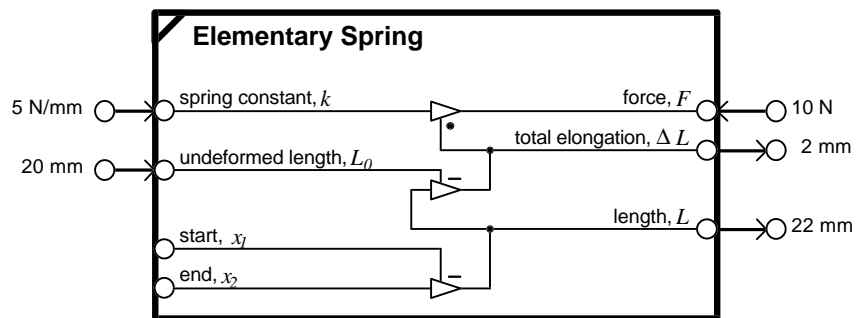 Elementary Spring
5 N/mm
spring constant, k
force, F
10 N
total elongation, Δ L
2 mm
20 mm
undeformed length, L0
length, L
22 mm
start, x1
end, x2